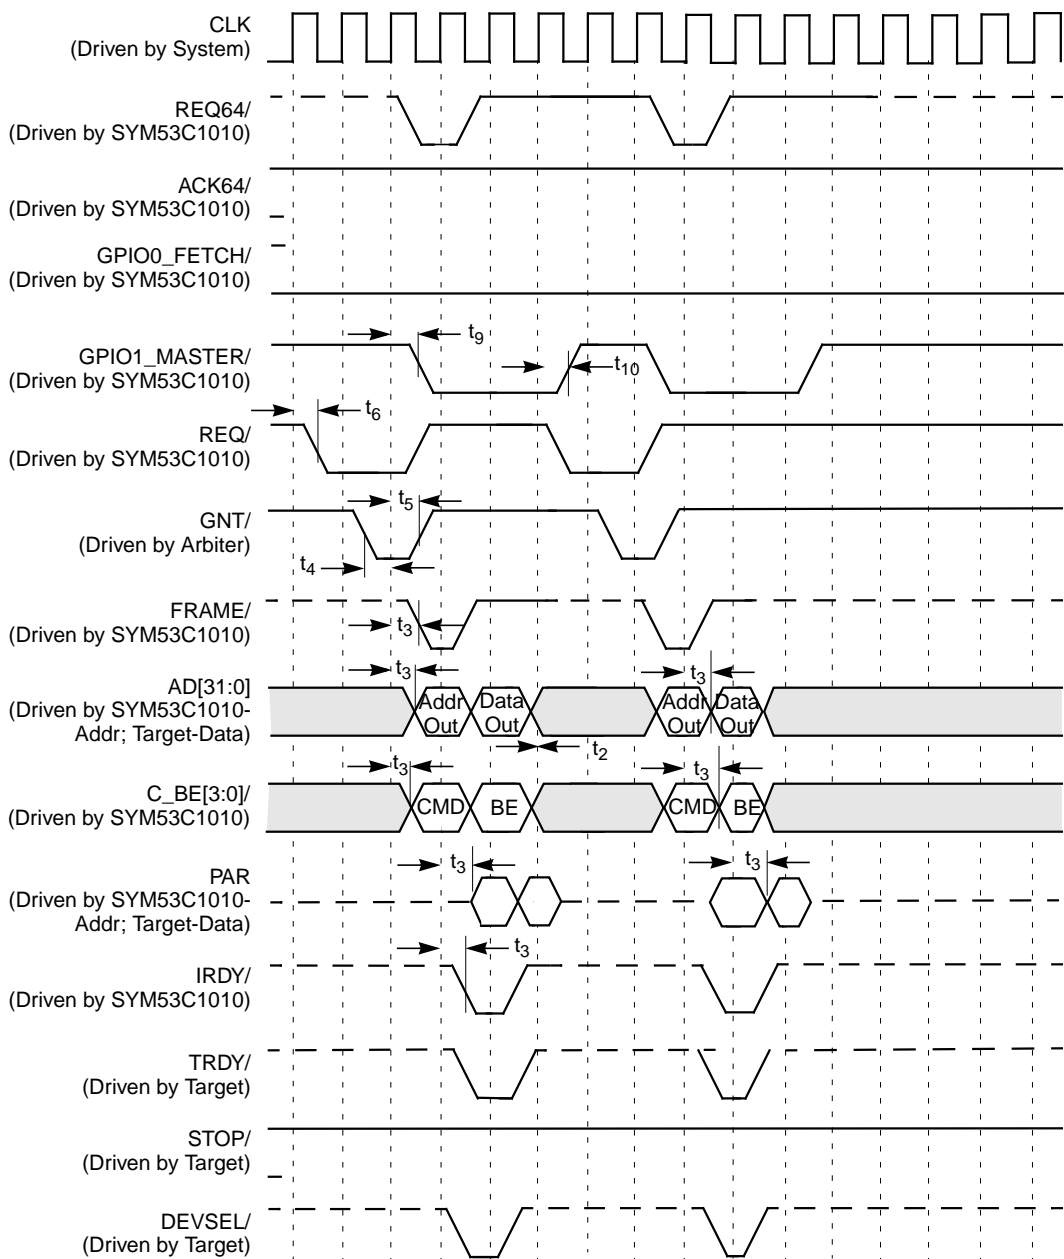 CLK
(Driven by System)
REQ64/
(Driven by SYM53C1010)
ACK64/
(Driven by SYM53C1010)
GPIO0_FETCH/
(Driven by SYM53C1010)
t9
GPIO1_MASTER/
(Driven by SYM53C1010)
t10
t6
REQ/
(Driven by SYM53C1010)
t5
GNT/
(Driven by Arbiter)
t4
FRAME/
(Driven by SYM53C1010)
t3
t3
t3
AD[31:0]
(Driven by SYM53C1010-
Addr; Target-Data)
Addr
Out
Data
Out
Addr
Out
Data
Out
t2
t3
t3
C_BE[3:0]/
(Driven by SYM53C1010)
CMD
BE
CMD
BE
t3
t3
PAR
(Driven by SYM53C1010-
Addr; Target-Data)
t3
IRDY/
(Driven by SYM53C1010)
TRDY/
(Driven by Target)
STOP/
(Driven by Target)
DEVSEL/
(Driven by Target)